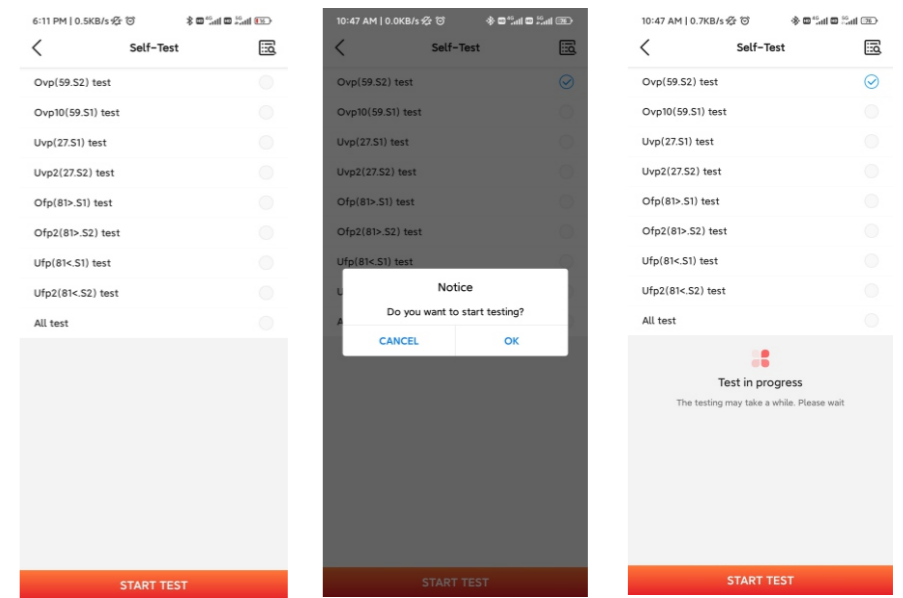 6:11 PM | 0.5KB/s
Self-Test
Ovp(59.S2) test
Ovp10(59.S1) test
Uvp(27.S1) test
Uvp2(27.S2) test
Ofp(81>.S1) test
Ofp2(81>.S2) test
Ufp(81<.S1) test
Ufp2(81<.S2) test
All test
START TEST
10:47 AM | 0.0KB/s
Self-Test
Ovp(59.S2) test
Ovp10(59.S1) test
Uvp(27.S1) test
Uvp2(27.S2) test
Ofp(81>.S1) test
Ofp2(81>.S2) test
Ufp(81<.S1) test
Notice
Do you want to start testing?
CANCEL
OK
START TEST
10:47 AM | 0.7KB/s
Self-Test
Ovp(59.S2) test
Ovp10(59.S1) test
Uvp(27.S1) test
Uvp2(27.S2) test
Ofp(81>.S1) test
Ofp2(81>.S2) test
Ufp(81<.S1) test
Ufp2(81<.S2) test
All test
Test in progress
The testing may take a while. Please wait
START TEST